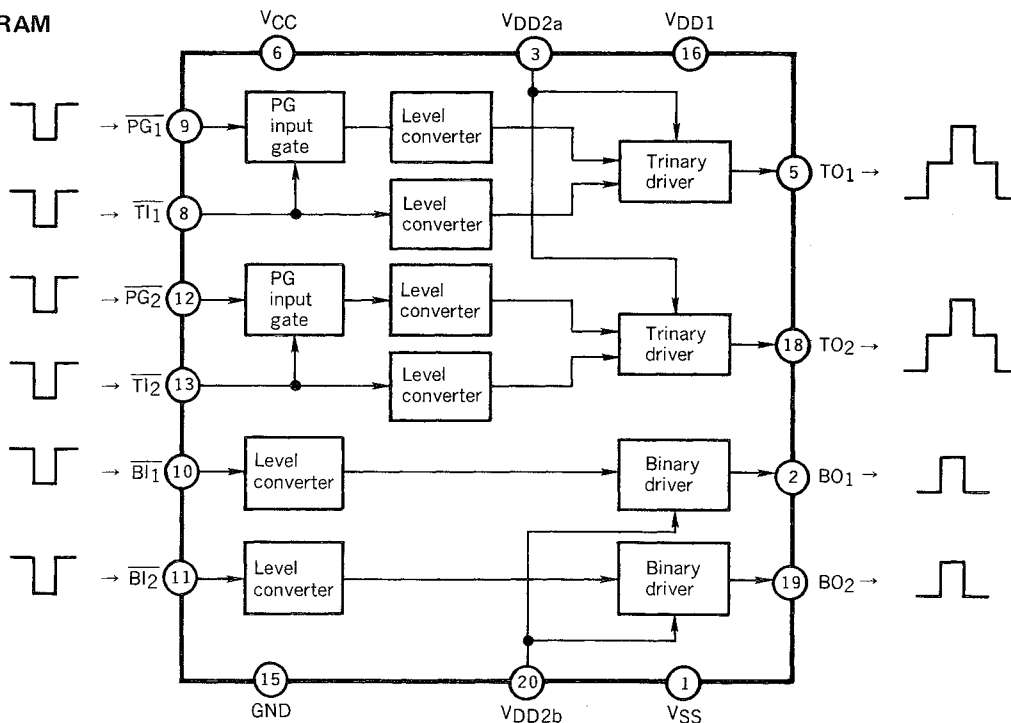 RAM
VCC
VDD2a
VDD1
6
3
16
→ PG1
9
PG
input
gate
Level
converter
Trinary
driver
5
TO1 →
→ TI1
8
Level
converter
→ PG2
12
PG
input
gate
Level
converter
Trinary
driver
18
TO2 →
→ TI2
13
Level
converter
→ BI1
10
Level
converter
Binary
driver
2
BO1 →
→ BI2
11
Level
converter
Binary
driver
19
BO2 →
15
20
1
GND
VDD2b
VSS